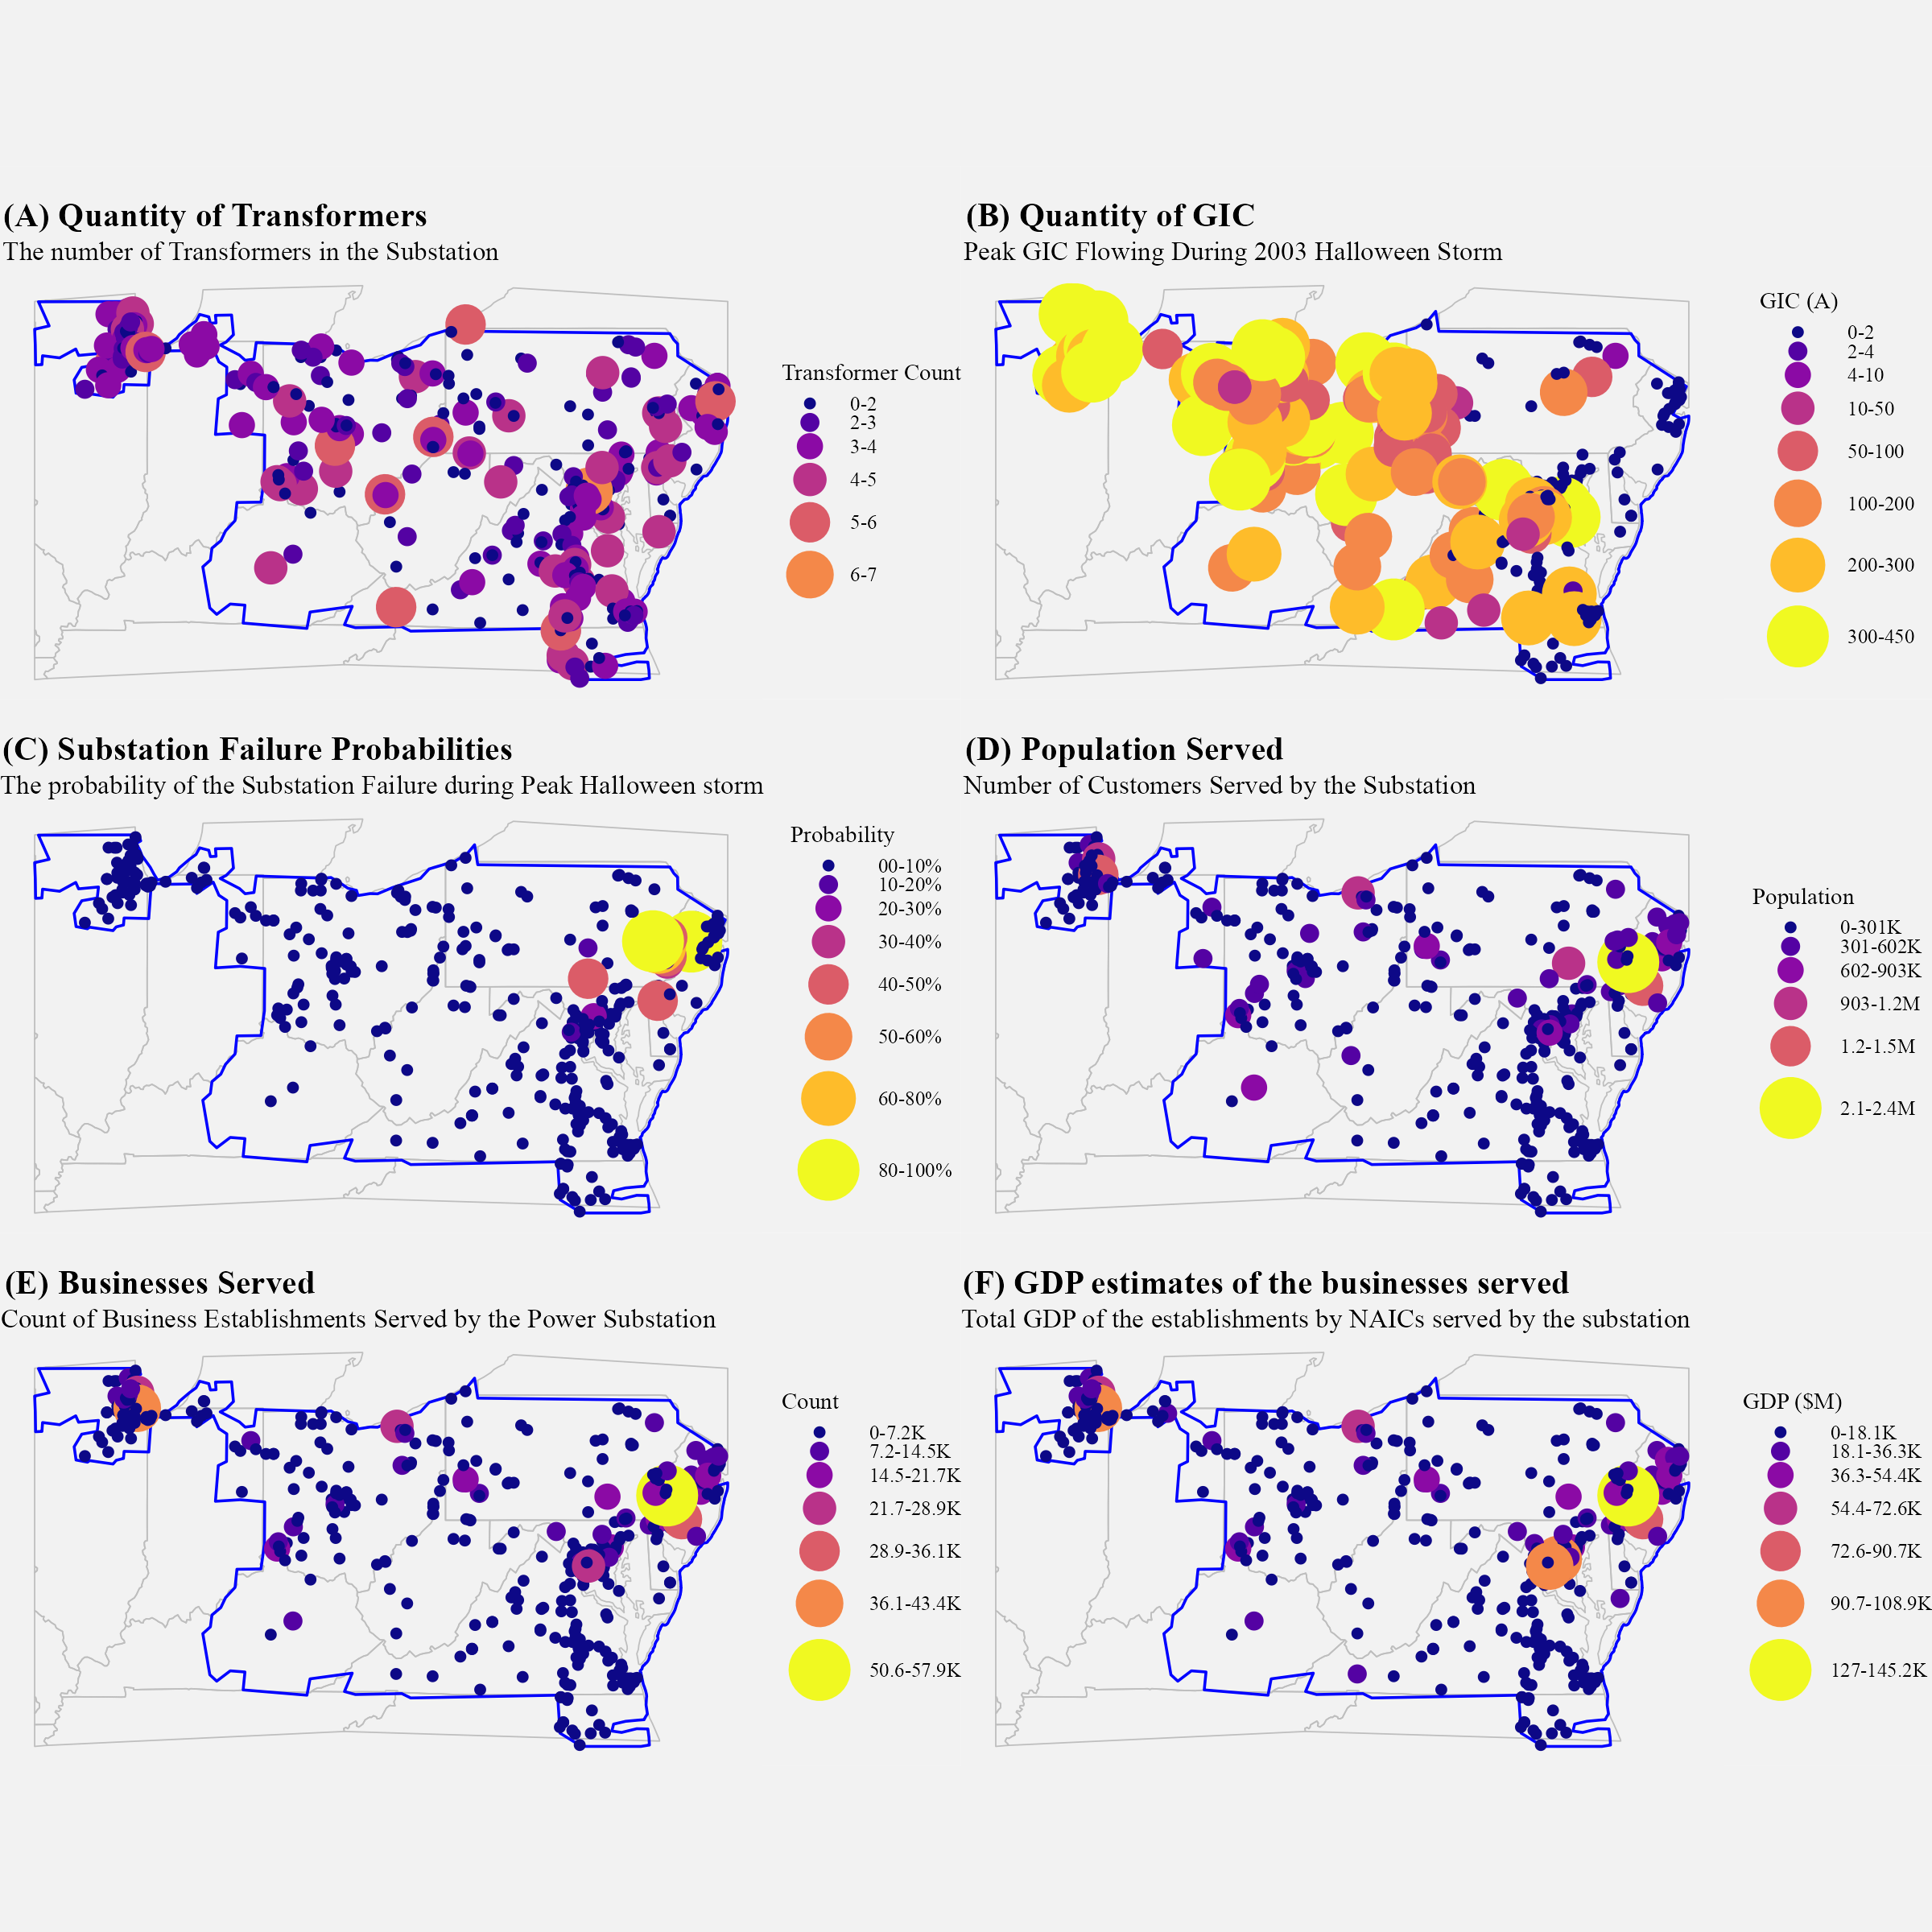 (A) Quantity of Transformers
The number of Transformers in the Substation
Transformer Count
0-2
2-3
3-4
4-5
5-6
6-7
(B) Quantity of GIC
Peak GIC Flowing During 2003 Halloween Storm
GIC (A)
0-2
2-4
4-10
10-50
50-100
100-200
200-300
300-450
(C) Substation Failure Probabilities
The probability of the Substation Failure during Peak Halloween storm
Probability
00-10%
10-20%
20-30%
30-40%
40-50%
50-60%
60-80%
80-100%
(D) Population Served
Number of Customers Served by the Substation
Population
0-301K
301-602K
602-903K
903-1.2M
1.2-1.5M
2.1-2.4M
(E) Businesses Served
Count of Business Establishments Served by the Power Substation
Count
0-7.2K
7.2-14.5K
14.5-21.7K
21.7-28.9K
28.9-36.1K
36.1-43.4K
50.6-57.9K
(F) GDP estimates of the businesses served
Total GDP of the establishments by NAICs served by the substation
GDP ($M)
0-18.1K
18.1-36.3K
36.3-54.4K
54.4-72.6K
72.6-90.7K
90.7-108.9K
127-145.2K